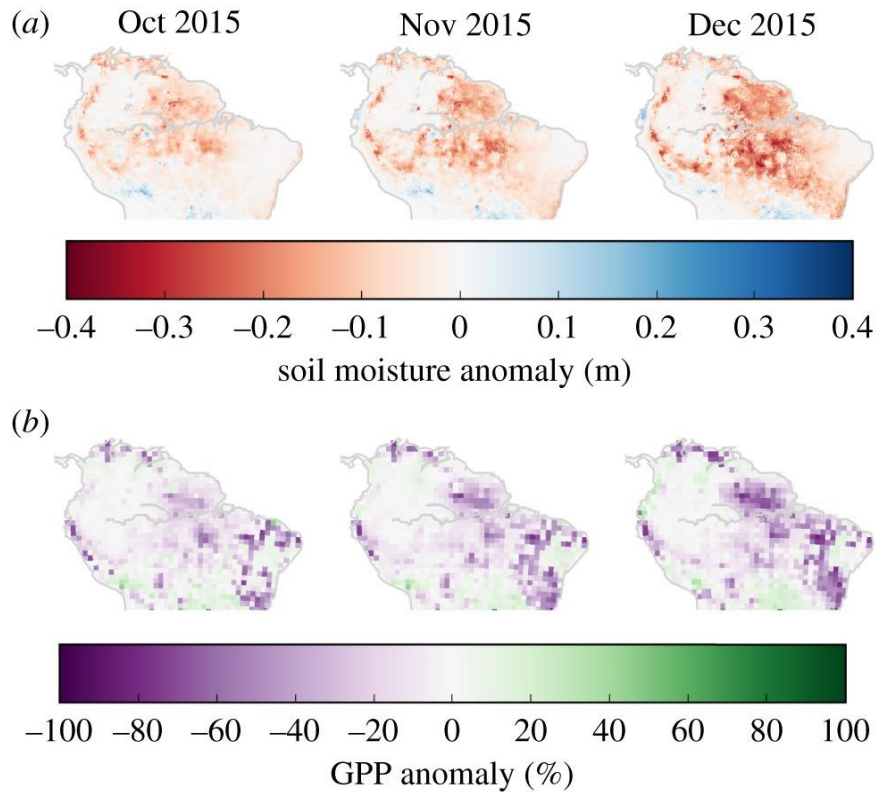 (a) Oct 2015 Nov 2015 Dec 2015
–0.4 –0.3 –0.2 –0.1 0 0.1 0.2 0.3 0.4
soil moisture anomaly (m)
(b)
–100 –80 –60 –40 –20 0 20 40 60 80 100
GPP anomaly (%)